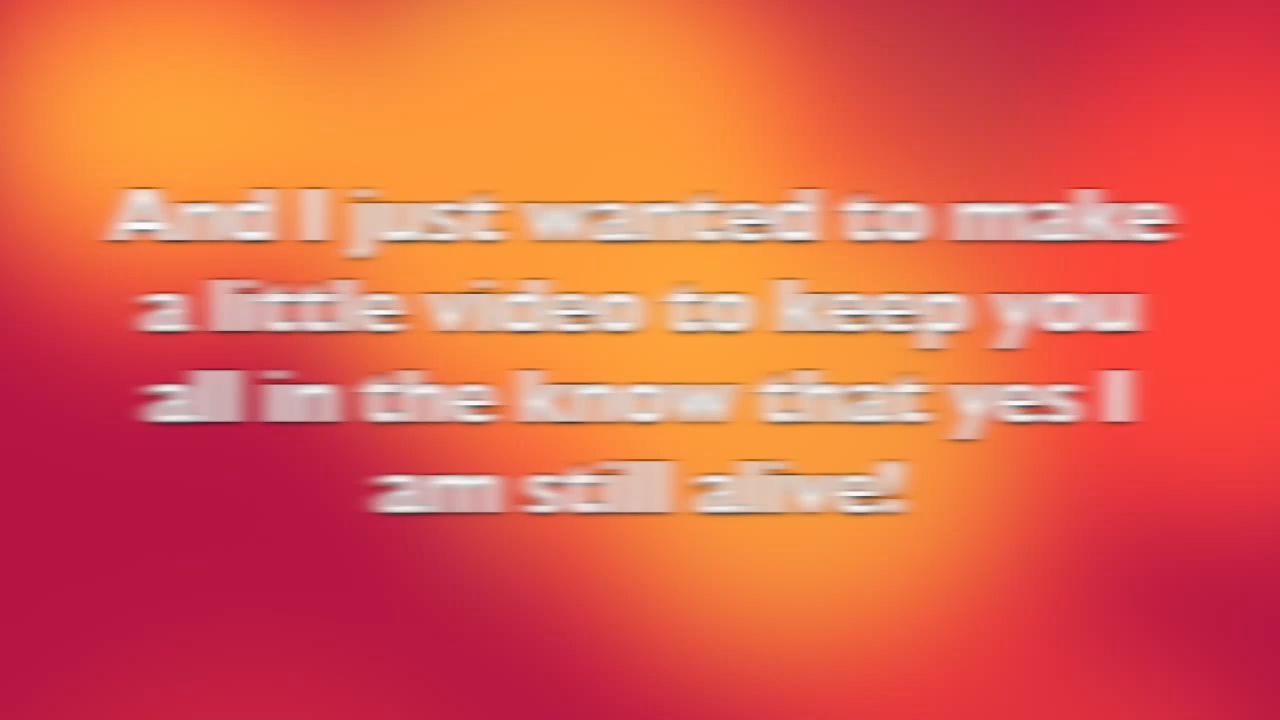 And I just wanted to make
a little video to keep you
all in the know that yes I
am still alive!